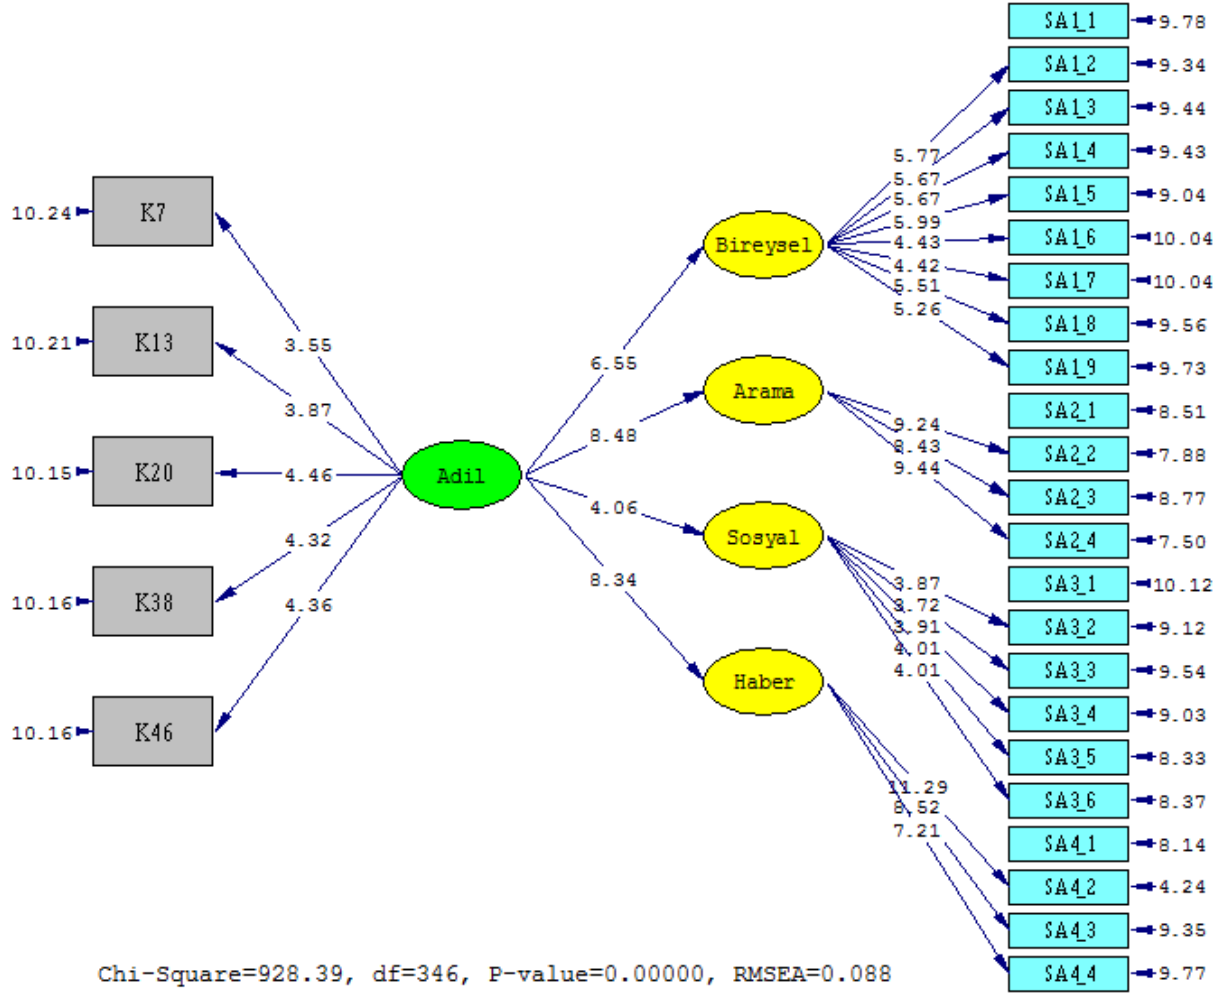 10.24 K7
10.21 K13
10.15 K20
10.16 K38
10.16 K46
3.55
3.87
4.46
4.32
4.36
Adil
6.55
8.48
4.06
8.34
Bireysel
Arama
Sosyal
Haber
5.77
5.67
5.67
5.99
4.43
4.42
5.51
5.26
9.24
8.43
9.44
3.87
3.72
3.91
4.01
4.01
11.29
8.52
7.21
SA1_1 9.78
SA1_2 9.34
SA1_3 9.44
SA1_4 9.43
SA1_5 9.04
SA1_6 10.04
SA1_7 10.04
SA1_8 9.56
SA1_9 9.73
SA2_1 8.51
SA2_2 7.88
SA2_3 8.77
SA2_4 7.50
SA3_1 10.12
SA3_2 9.12
SA3_3 9.54
SA3_4 9.03
SA3_5 8.33
SA3_6 8.37
SA4_1 8.14
SA4_2 4.24
SA4_3 9.35
SA4_4 9.77
Chi-Square=928.39, df=346, P-value=0.00000, RMSEA=0.088